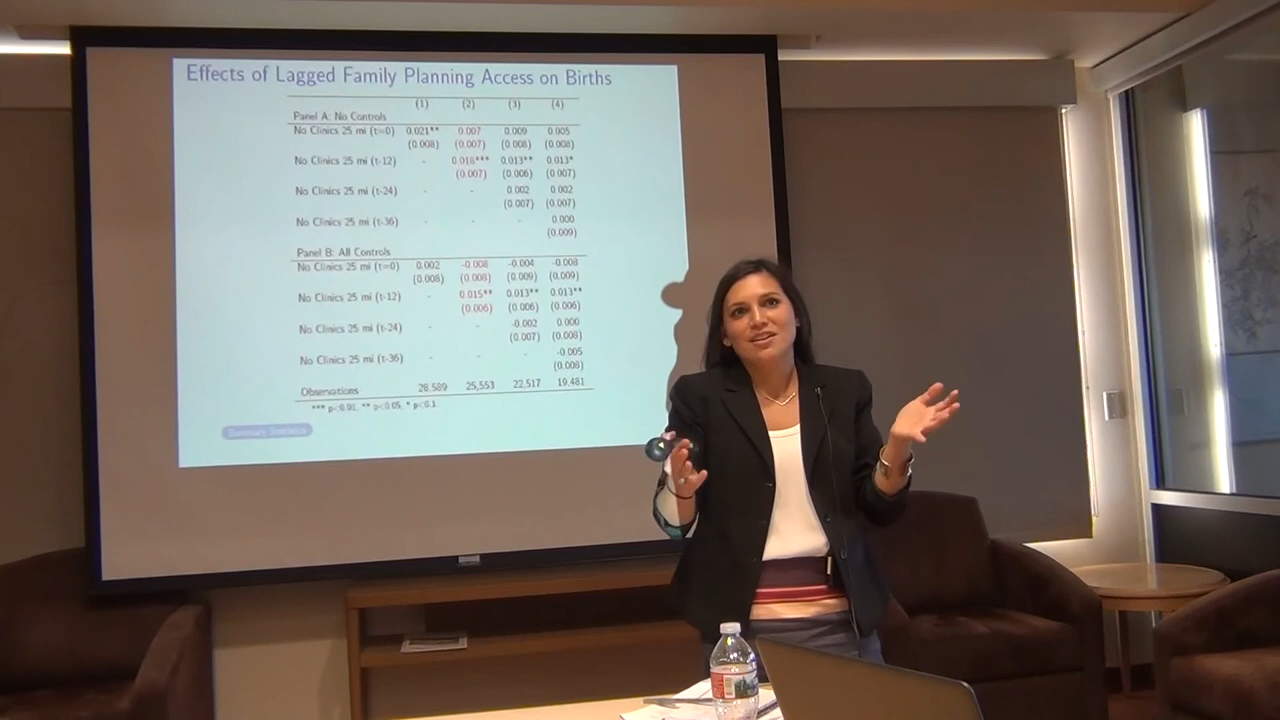 Effects of Lagged Family Planning Access on Births
(1) (2) (3) (4)
Panel A: No Controls
No Clinics 25 mi (t=0) 0.021** 0.007 0.009 0.005
(0.008) (0.007) (0.008) (0.008)
No Clinics 25 mi (t-12) - 0.018*** 0.013** 0.013*
(0.007) (0.006) (0.007)
No Clinics 25 mi (t-24) - - 0.002 0.002
(0.007) (0.007)
No Clinics 25 mi (t-36) - - - 0.000
(0.009)
Panel B: All Controls
No Clinics 25 mi (t=0) 0.002 -0.008 -0.004 -0.008
(0.008) (0.008) (0.009) (0.009)
No Clinics 25 mi (t-12) - 0.015** 0.013** 0.013**
(0.006) (0.006) (0.006)
No Clinics 25 mi (t-24) - - -0.002 0.000
(0.007) (0.008)
No Clinics 25 mi (t-36) - - - -0.005
(0.008)
Observations 28,589 25,553 22,517 19,481
*** p<0.01, ** p<0.05, * p<0.1
Summary Statistics